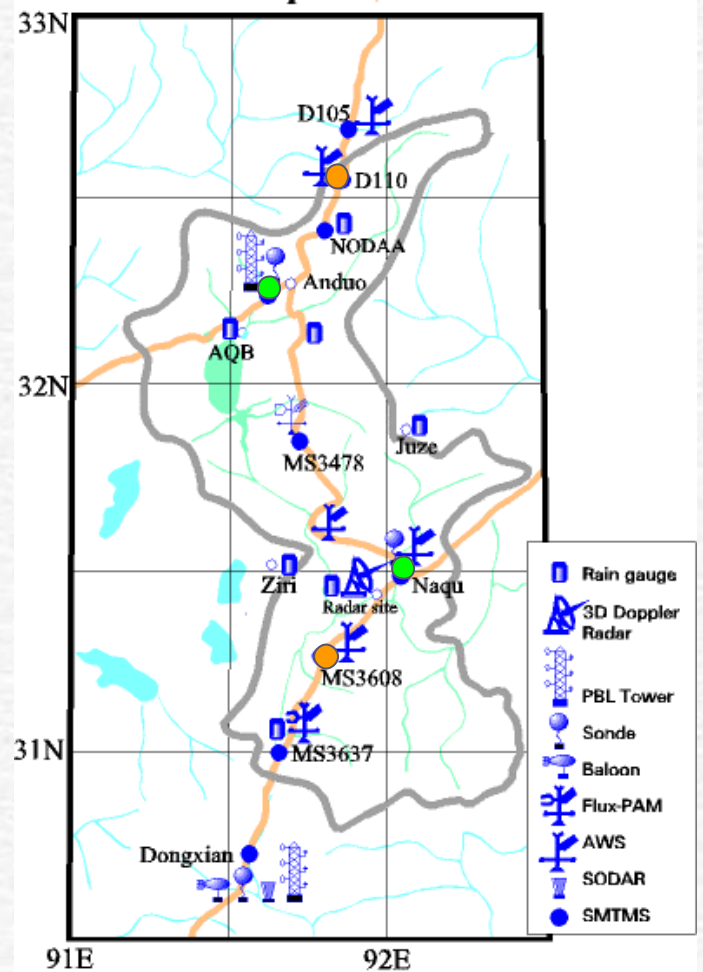 33N
D105
D110
NODAA
Anduo
AQB
32N
Juze
MS3478
Ziri
Naqu
Radar site
MS3608
31N
MS3637
Dongxian
91E
92E
Rain gauge
3D Doppler
Radar
PBL Tower
Sonde
Baloon
Flux-PAM
AWS
SODAR
SMTMS